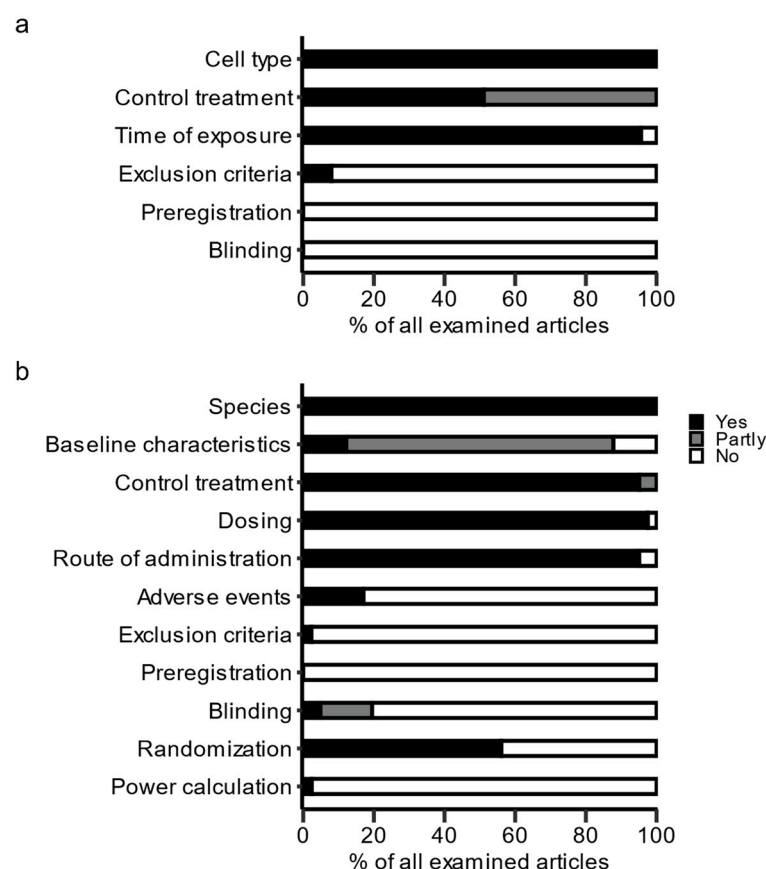 a
Cell type
Control treatment
Time of exposure
Exclusion criteria
Preregistration
Blinding
0 20 40 60 80 100
% of all examined articles
b
Species
Baseline characteristics
Control treatment
Dosing
Route of administration
Adverse events
Exclusion criteria
Preregistration
Blinding
Randomization
Power calculation
0 20 40 60 80 100
% of all examined articles
Yes
Partly
No